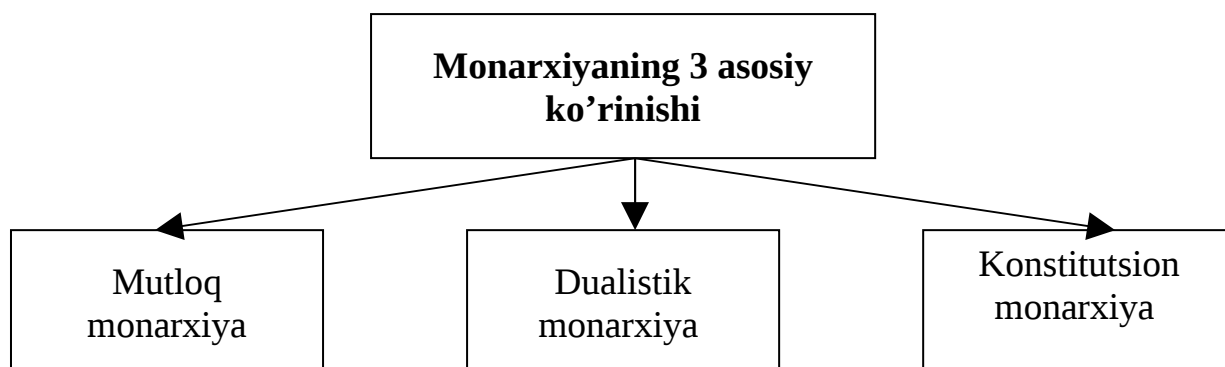 Monarxiyaning 3 asosiy
ko’rinishi
Mutloq
monarxiya
Dualistik
monarxiya
Konstitutsion
monarxiya